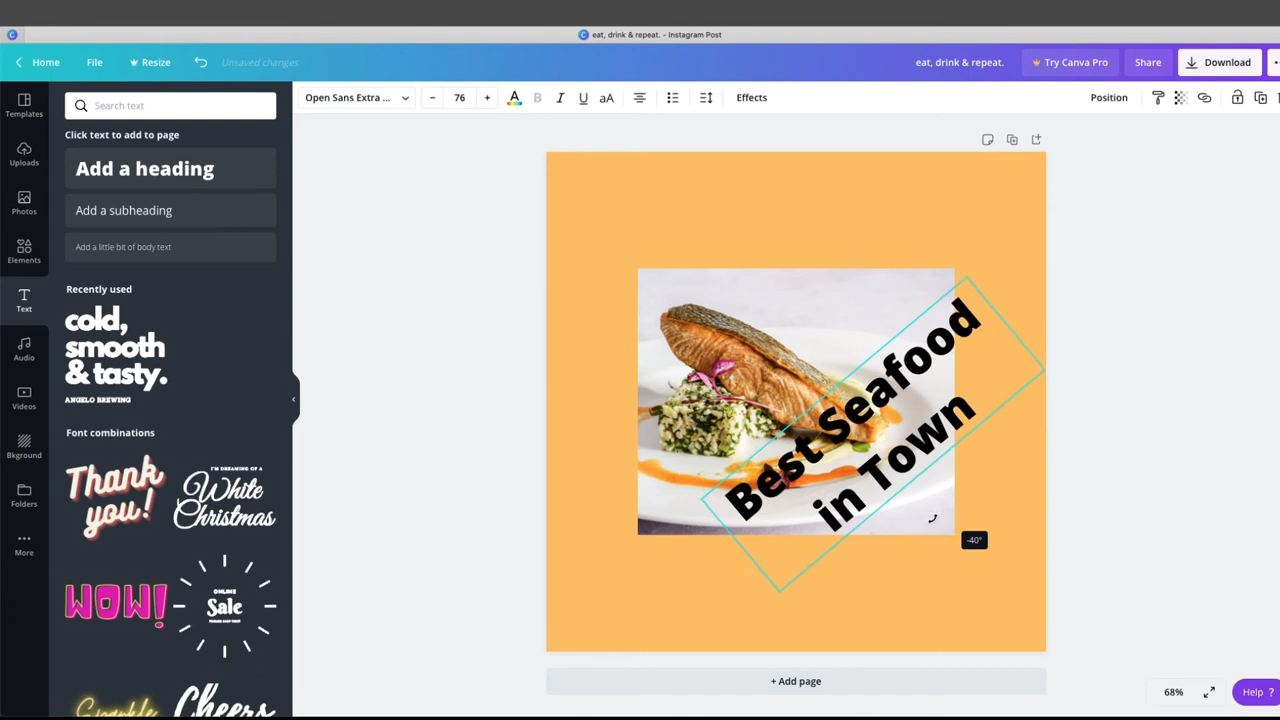 eat, drink & repeat. - Instagram Post
Home File Resize Unsaved changes eat, drink & repeat. Try Canva Pro Share Download
Open Sans Extra ... 76 A B I U aA Effects Position
Templates
Uploads
Photos
Elements
Text
Audio
Videos
Bkground
Folders
More
Search text
Click text to add to page
Add a heading
Add a subheading
Add a little bit of body text
Recently used
cold,
smooth
& tasty.
ANGELO BREWING
Font combinations
Thank
you!
I'M DREAMING OF A
White
Christmas
WOW!
ONLINE
Sale
Sparkle
Cheers
Best Seafood
in Town
-40°
+ Add page
68%
Help ?